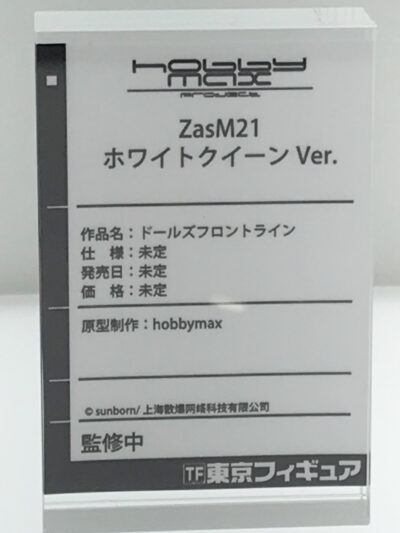 hobby
max
PROJECT
ZasM21
ホワイトクイーン Ver.
作品名：ドールズフロントライン
仕　様：未定
発売日：未定
価　格：未定
原型制作：hobbymax
© sunborn/ 上海散爆网络科技有限公司
監修中
TF 東京フィギュア